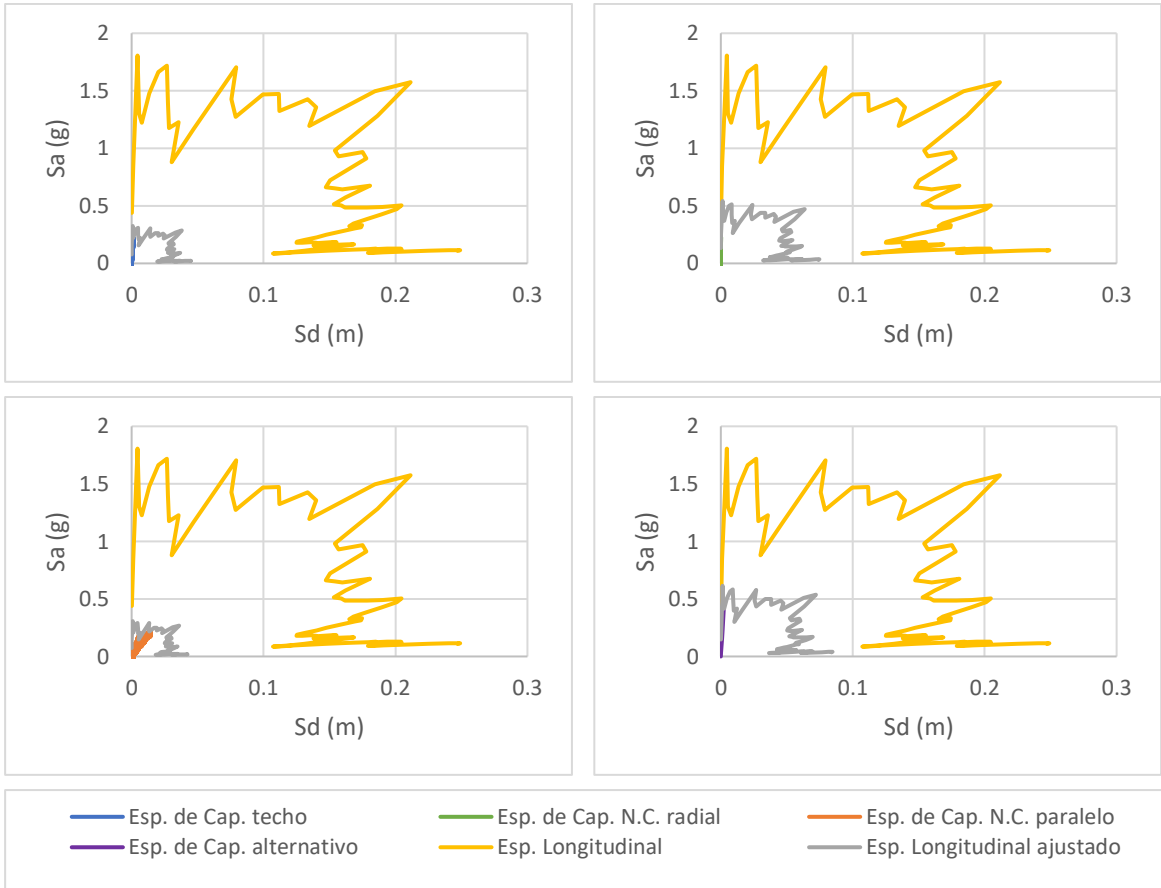 2
1.5
1
0.5
0
0 0.1 0.2 0.3
Sa (g)
Sd (m)
2
1.5
1
0.5
0
0 0.1 0.2 0.3
Sa (g)
Sd (m)
2
1.5
1
0.5
0
0 0.1 0.2 0.3
Sa (g)
Sd (m)
2
1.5
1
0.5
0
0 0.1 0.2 0.3
Sa (g)
Sd (m)
Esp. de Cap. techo Esp. de Cap. N.C. radial Esp. de Cap. N.C. paralelo
Esp. de Cap. alternativo Esp. Longitudinal Esp. Longitudinal ajustado